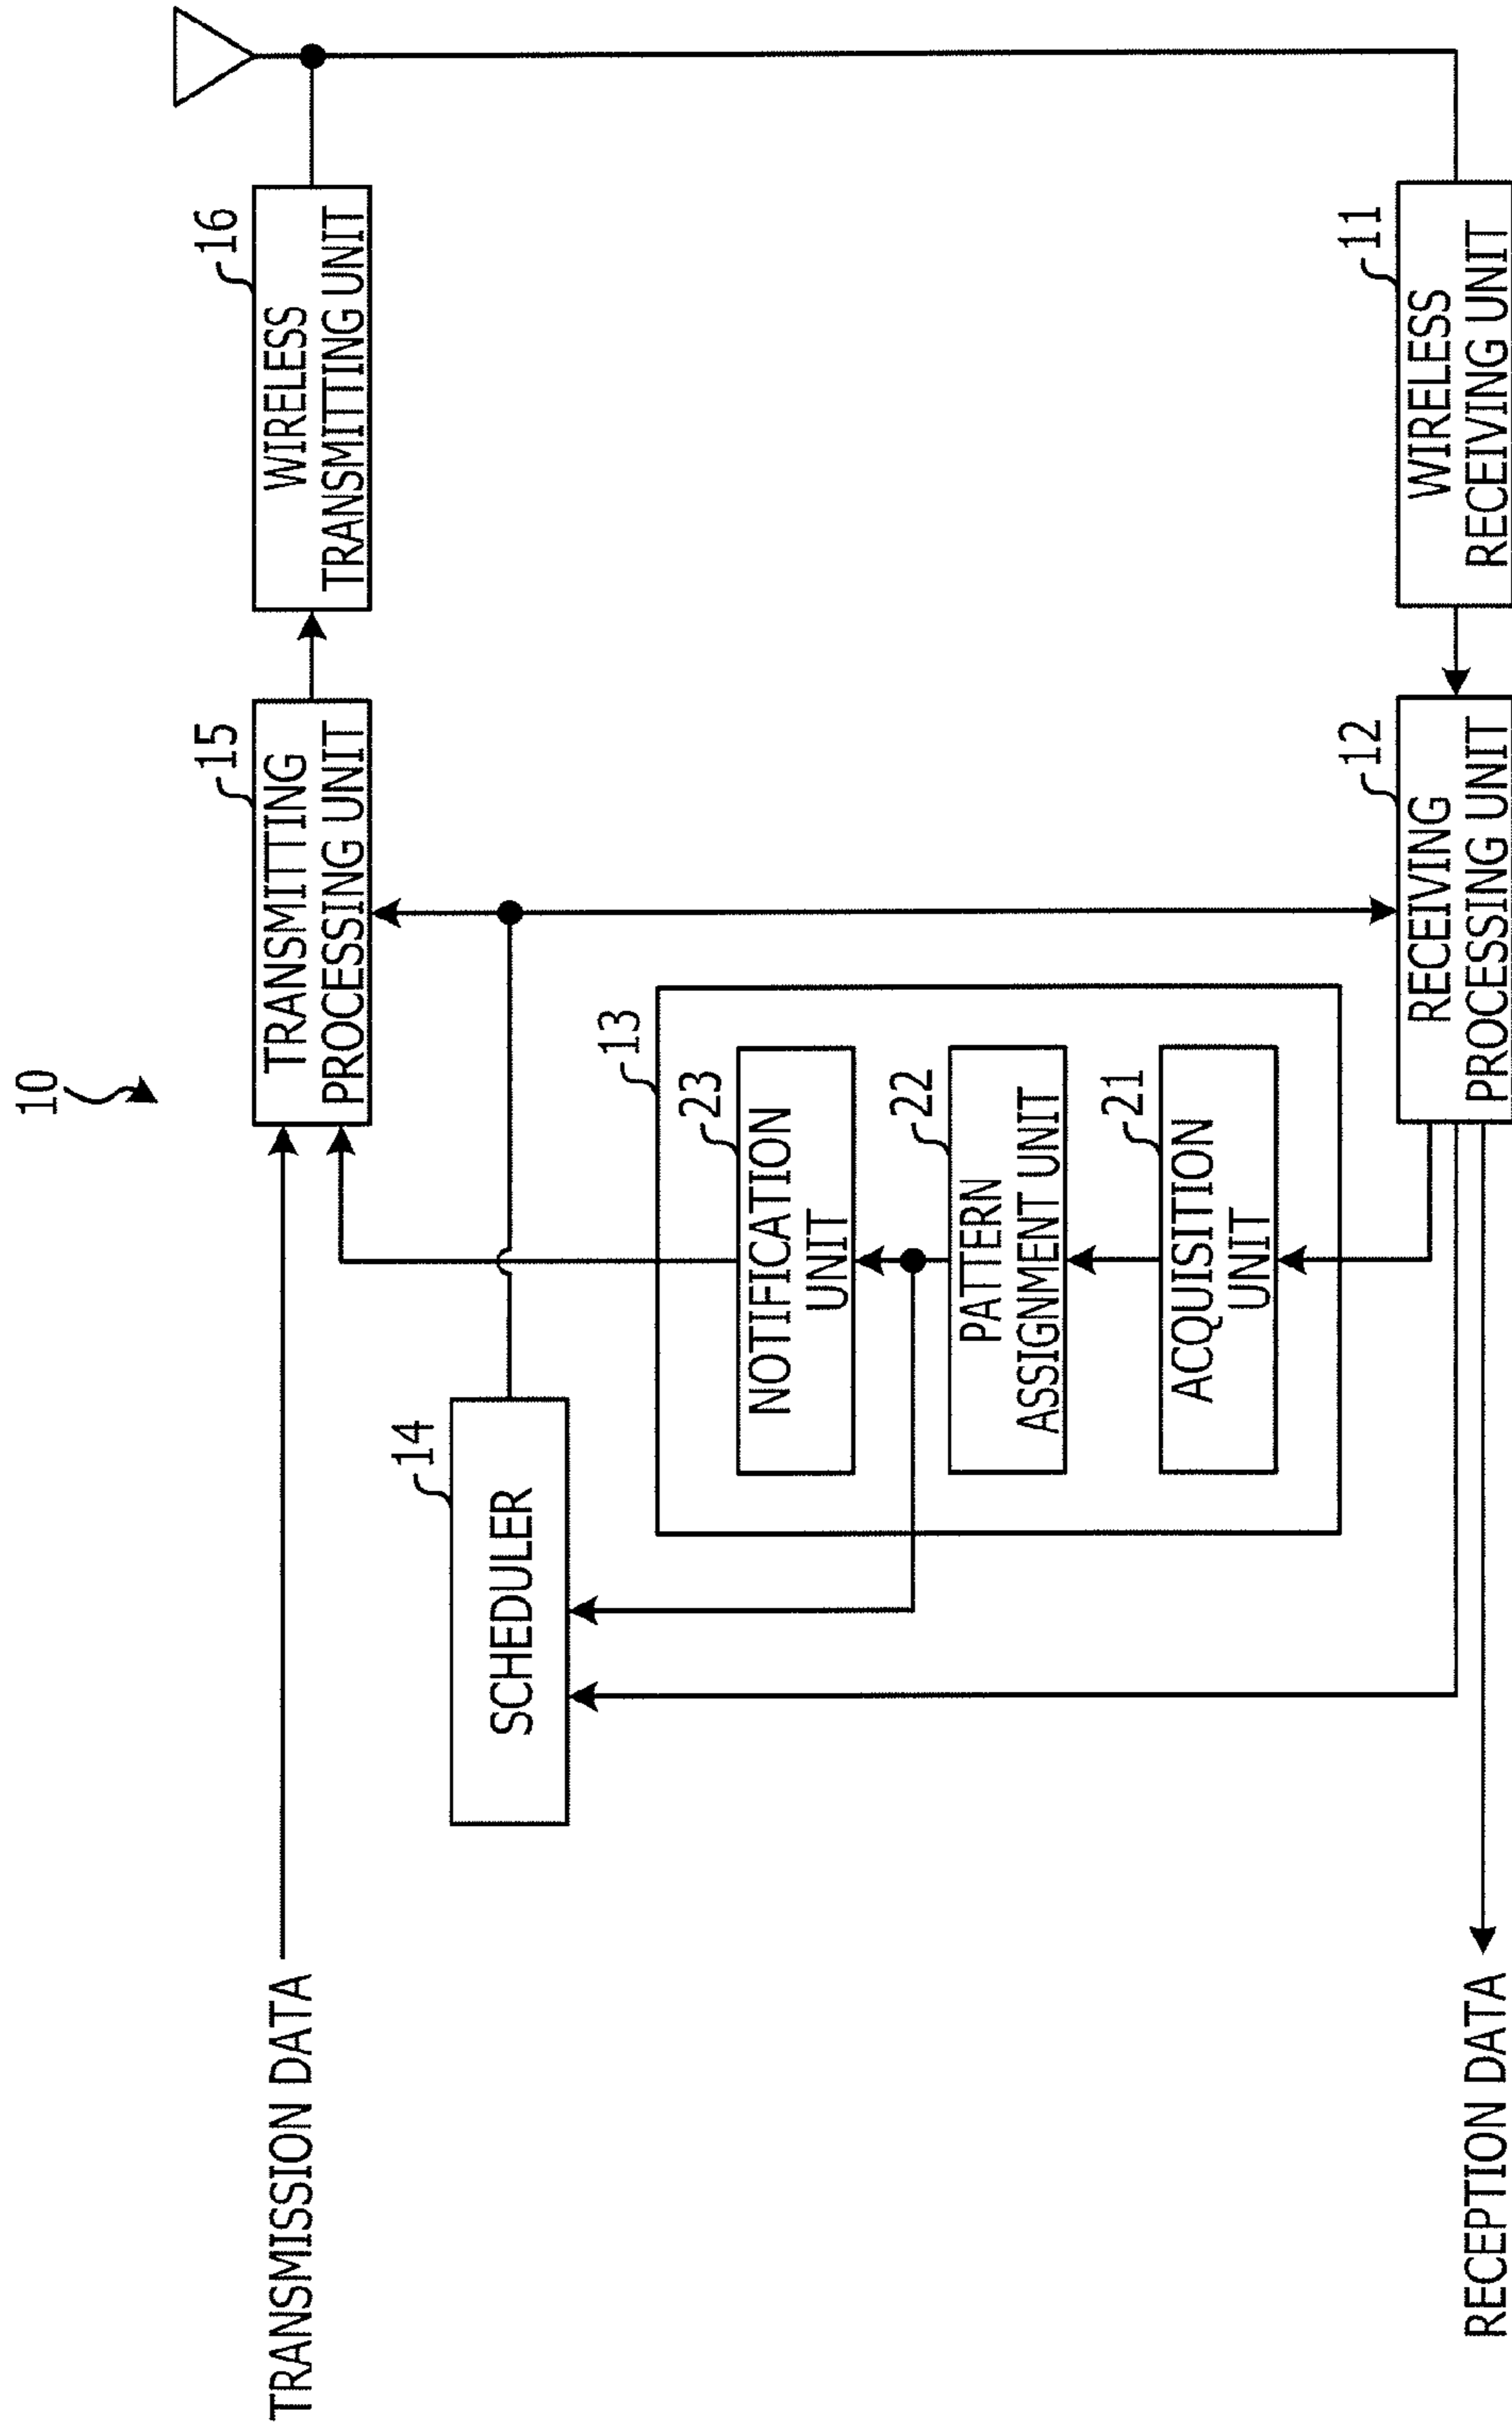 10
TRANSMISSION DATA
15
TRANSMITTING
PROCESSING UNIT
16
WIRELESS
TRANSMITTING UNIT
14
SCHEDULER
13
23
NOTIFICATION
UNIT
22
PATTERN
ASSIGNMENT UNIT
21
ACQUISITION
UNIT
12
RECEIVING
PROCESSING UNIT
11
WIRELESS
RECEIVING UNIT
RECEPTION DATA